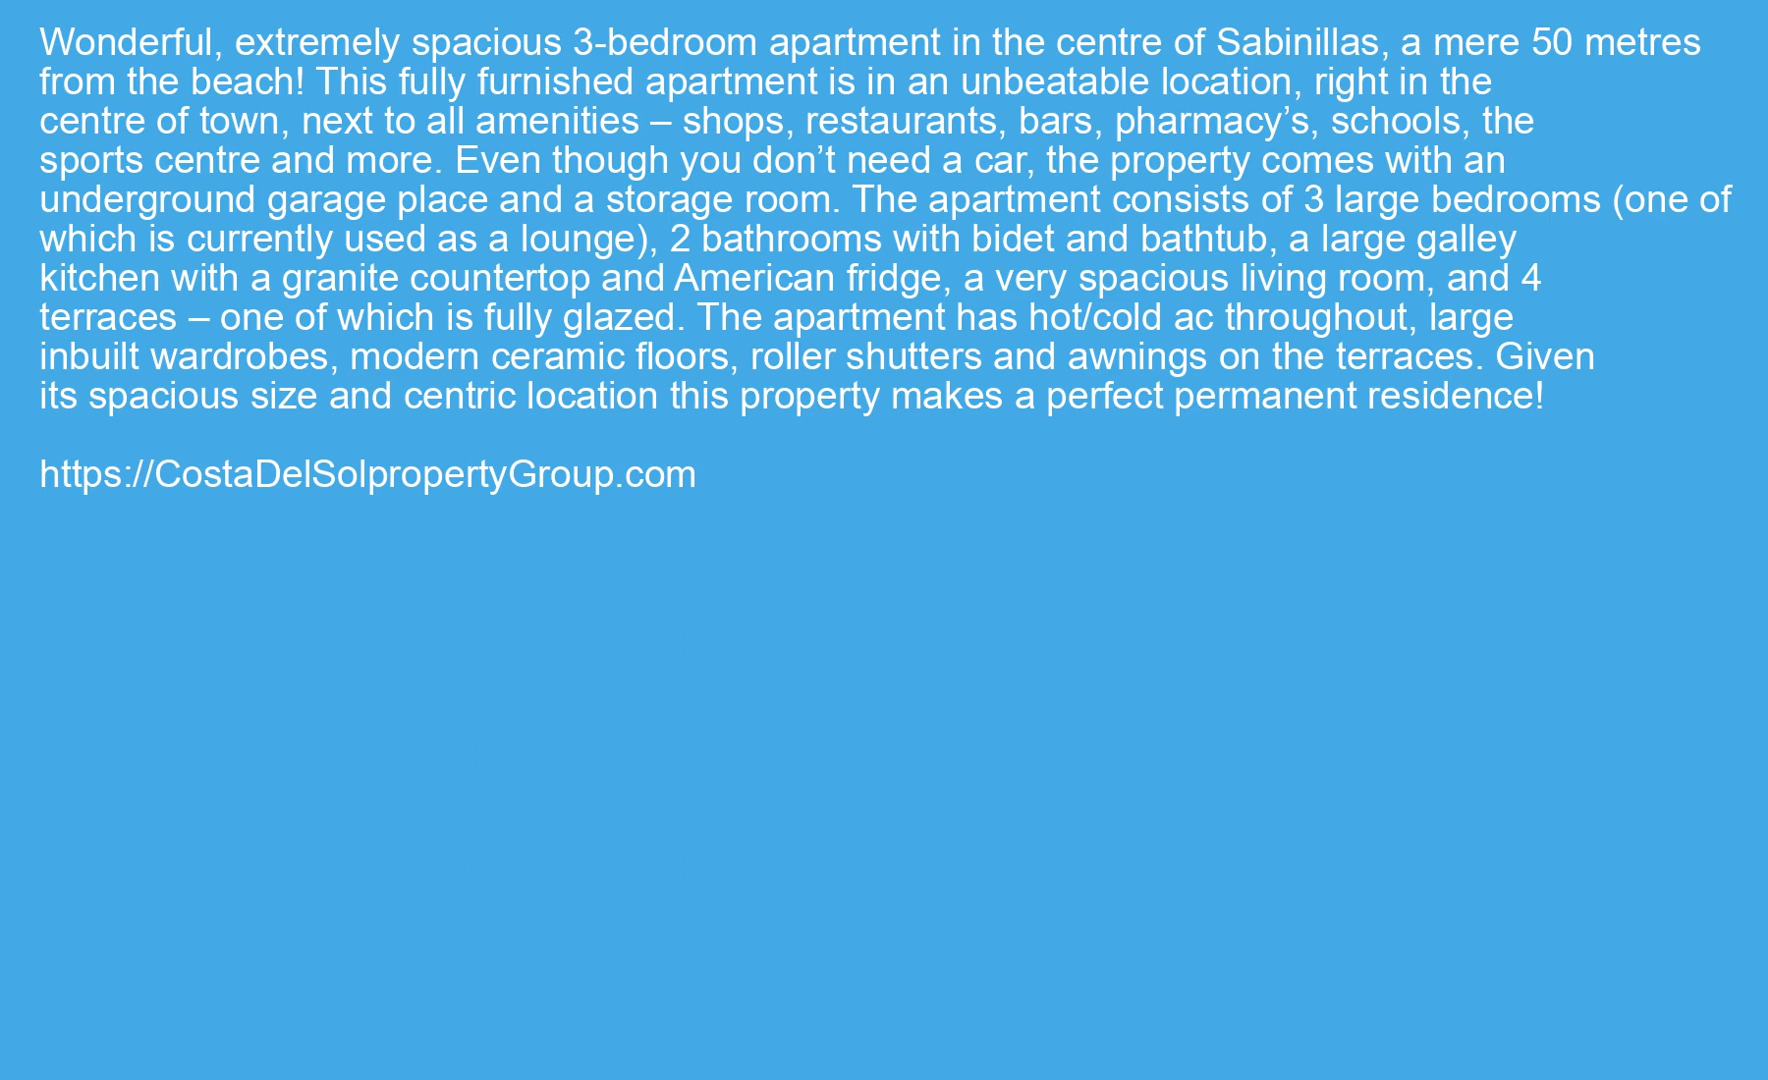 Wonderful, extremely spacious 3-bedroom apartment in the centre of Sabinillas, a mere 50 metres
from the beach! This fully furnished apartment is in an unbeatable location, right in the
centre of town, next to all amenities – shops, restaurants, bars, pharmacy’s, schools, the
sports centre and more. Even though you don’t need a car, the property comes with an
underground garage place and a storage room. The apartment consists of 3 large bedrooms (one of
which is currently used as a lounge), 2 bathrooms with bidet and bathtub, a large galley
kitchen with a granite countertop and American fridge, a very spacious living room, and 4
terraces – one of which is fully glazed. The apartment has hot/cold ac throughout, large
inbuilt wardrobes, modern ceramic floors, roller shutters and awnings on the terraces. Given
its spacious size and centric location this property makes a perfect permanent residence!
https://CostaDelSolpropertyGroup.com